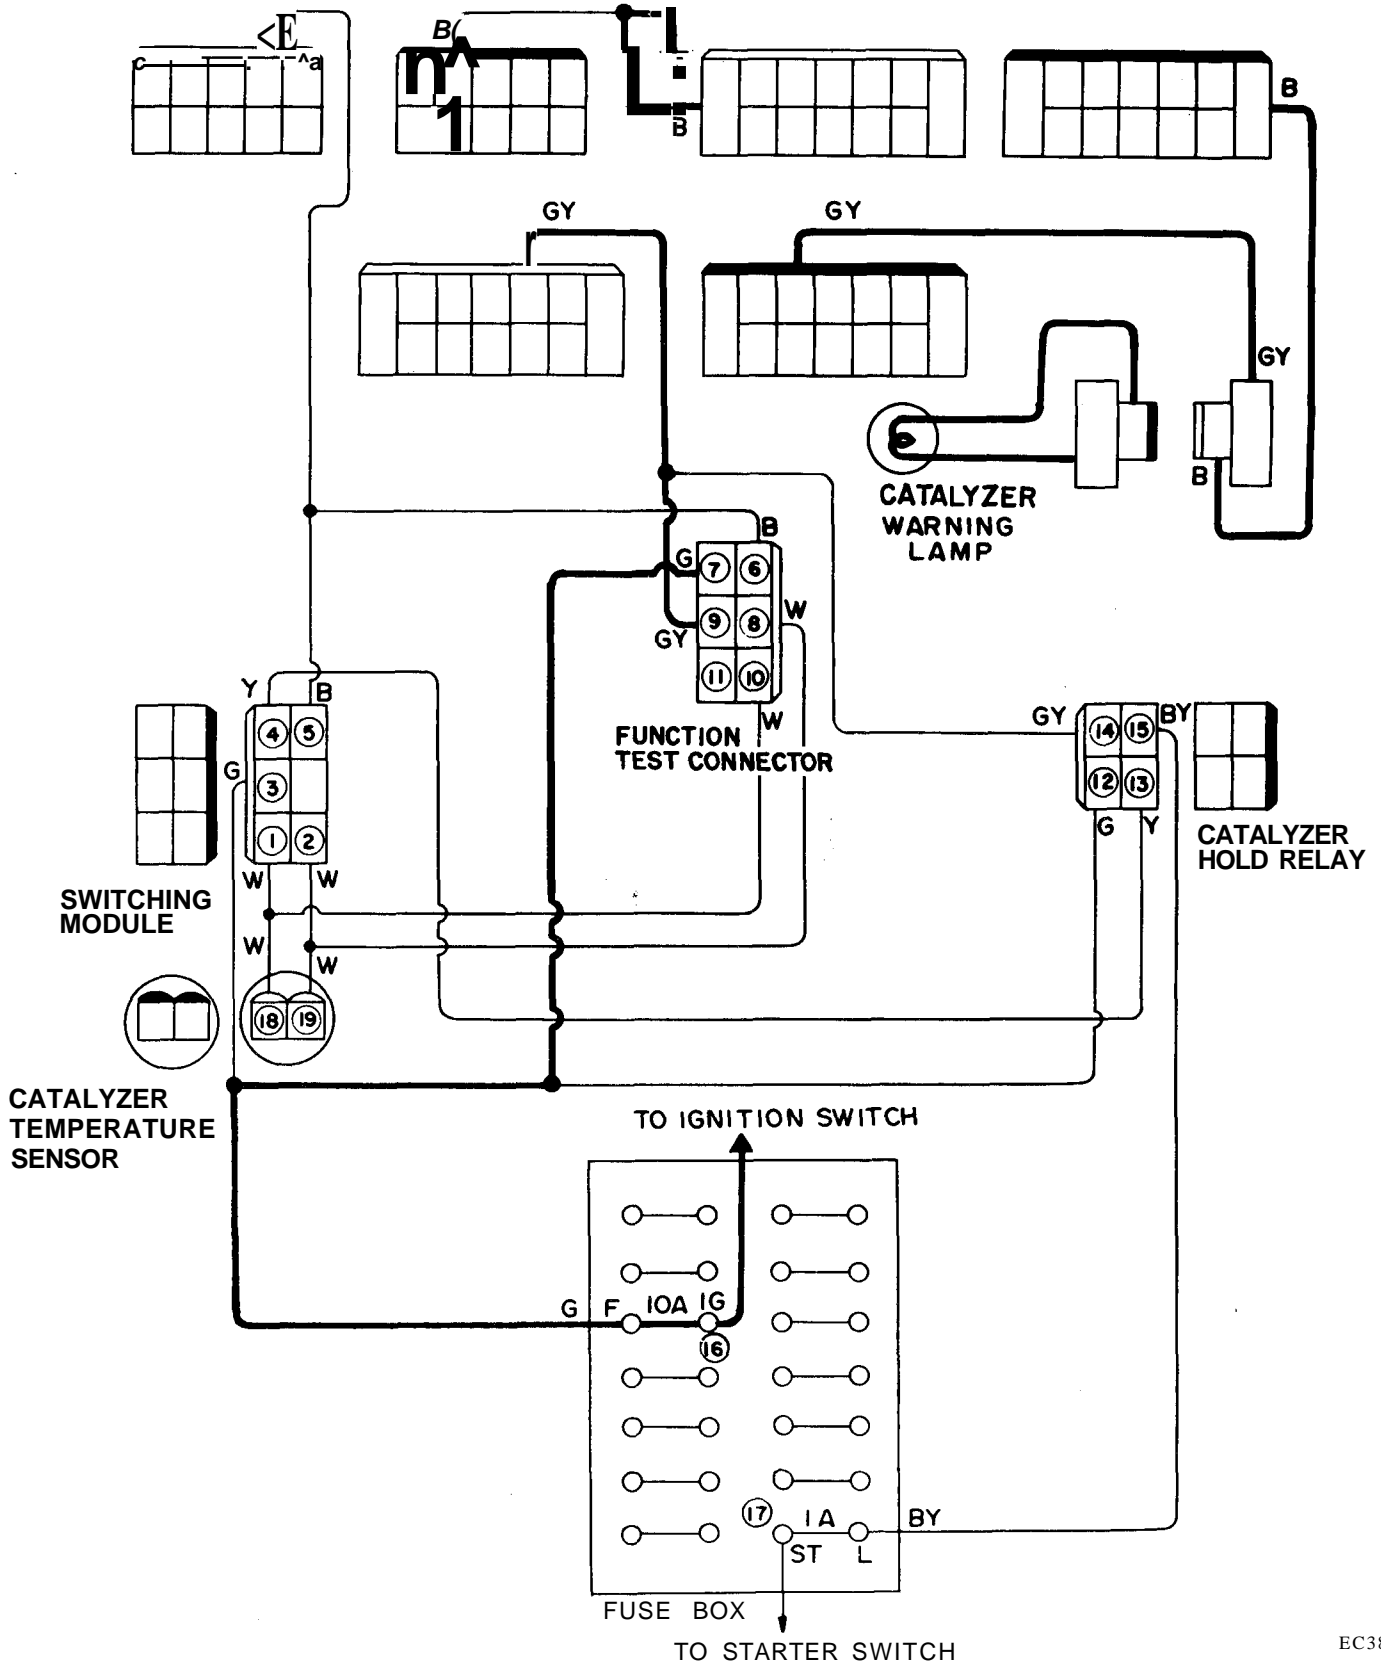 <E
B(
c
^a
n^
1
B
B
GY
GY
GY
B
CATALYZER
WARNING
LAMP
B
G
7
6
W
9
8
GY
11
10
W
FUNCTION
TEST CONNECTOR
Y
B
4
5
G
3
1
2
W
W
SWITCHING
MODULE
W
W
18
19
CATALYZER
TEMPERATURE
SENSOR
GY
14
15
BY
12
13
G
Y
CATALYZER
HOLD RELAY
TO IGNITION SWITCH
G
F
10A
IG
16
17
1A
BY
ST
L
FUSE BOX
TO STARTER SWITCH
EC38